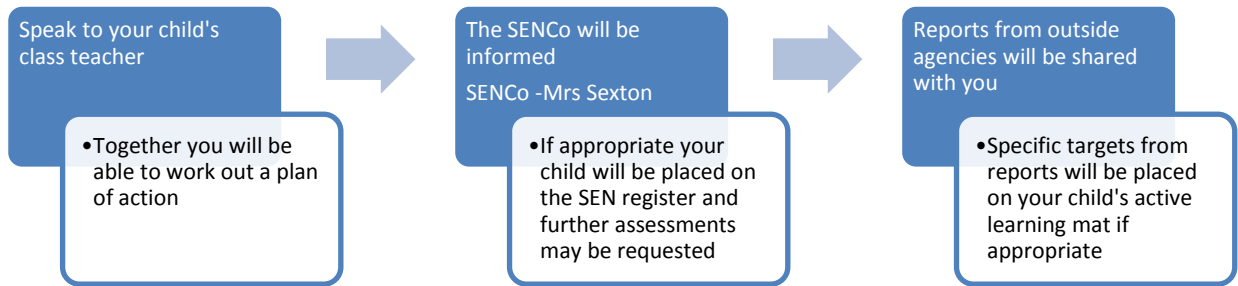 Speak to your child's
class teacher
•Together you will be
able to work out a plan
of action
The SENCo will be
informed
SENCo -Mrs Sexton
•If appropriate your
child will be placed on
the SEN register and
further assessments
may be requested
Reports from outside
agencies will be shared
with you
•Specific targets from
reports will be placed
on your child's active
learning mat if
appropriate